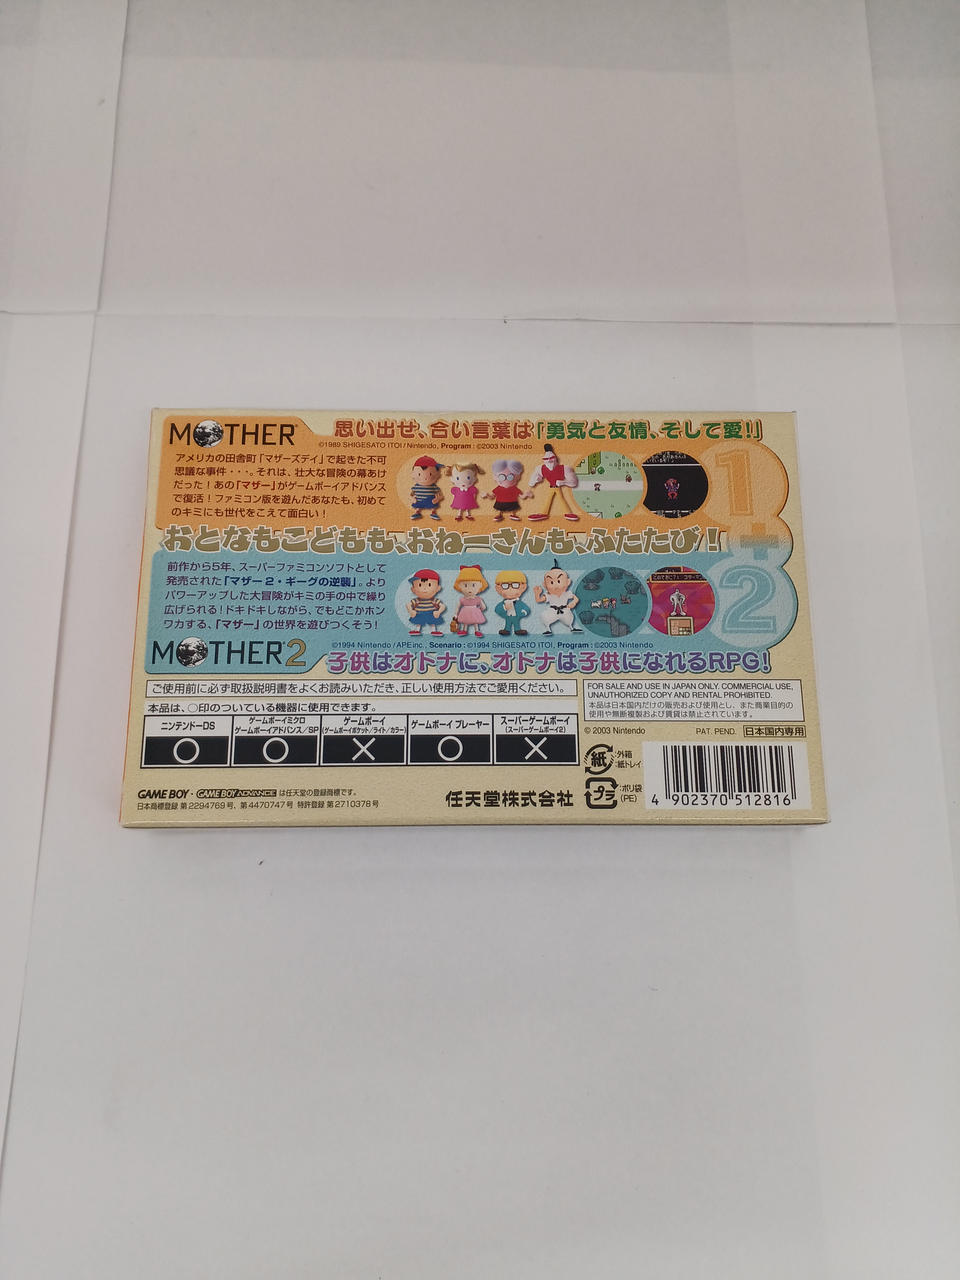 MOTHER®
思い出せ、合い言葉は「勇気と友情、そして愛!」
©1989 SHIGESATO ITOI / Nintendo, Program : ©2003 Nintendo
アメリカの田舎町「マザーズデイ」で起きた不可
思議な事件・・・。それは、壮大な冒険の幕あけ
だった!あの「マザー」がゲームボーイアドバンス
で復活!ファミコン版を遊んだあなたも、初めて
のキミにも世代をこえて面白い!
1
+
2
おとなもこどもも、おねーさんも、ふたたび!
前作から5年、スーパーファミコンソフトとして
発売された「マザー2・ギーグの逆襲」。より
パワーアップした大冒険がキミの手の中で繰り
広げられる!ドキドキしながら、でもどこかホン
ワカする、「マザー」の世界を遊びつくそう!
MOTHER2
©1994 Nintendo / APE inc., Scenario : ©1994 SHIGESATO ITOI, Program : ©2003 Nintendo
子供はオトナに、オトナは子供になれるRPG!
ご使用前に必ず取扱説明書をよくお読みいただき、正しい使用方法でご愛用ください。
本品は、○印のついている機器に使用できます。
ニンテンドーDS
ゲームボーイミクロ
ゲームボーイアドバンス/SP
ゲームボーイ
(ゲームボーイポケット/ライト/カラー)
ゲームボーイ プレーヤー
スーパーゲームボーイ
(スーパーゲームボーイ2)
○ ○ × ○ ×
FOR SALE AND USE IN JAPAN ONLY. COMMERCIAL USE,
UNAUTHORIZED COPY AND RENTAL PROHIBITED.
本品は日本国内だけの販売および使用とし、また商業目的の
使用や無断複製および賃貸は禁止されています。
© 2003 Nintendo
PAT. PEND.
日本国内専用
GAME BOY・GAME BOY ADVANCE は任天堂の登録商標です。
日本商標登録 第2294769号、第4470747号 特許登録 第2710378号
任天堂株式会社
紙
:外箱
:紙トレイ
プラ
:ポリ袋
(PE)
4 902370 512816